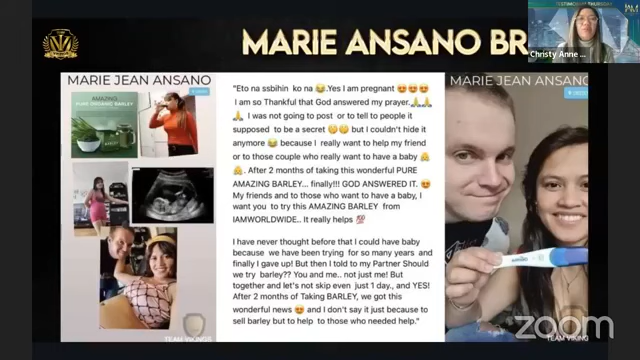 TESTIMONY THURSDAY
MARIE ANSANO BR
Christy Anne ...
MARIE JEAN ANSANO
AMAZING
PURE ORGANIC BARLEY
"Eto na ssbihin ko na 😂.Yes I am pregnant 😍😍😍
I am so Thankful that God answered my prayer.🙏🙏
🙏 I was not going to post or to tell to people it
supposed to be a secret 😳😳 but I couldn't hide it
anymore 😂 because I really want to help my friend
or to those couple who really want to have a baby 🙏
🙏. After 2 months of taking this wonderful PURE
AMAZING BARLEY... finally!!! GOD ANSWERED IT. 😍
My friends and to those who want to have a baby, I
want you to try this AMAZING BARLEY from
IAMWORLDWIDE.. It really helps 💯
I have never thought before that I could have baby
because we have been trying for so many years and
finally I gave up! But then I told to my Partner Should
we try barley?? You and me.. not just me! But
together and let's not skip even just 1 day., and YES!
After 2 months of Taking BARLEY, we got this
wonderful news 😍 and I don't say it just because to
sell barley but to help to those who needed help."
TEAM WKNGS
MARIE JEAN ANSANO
TEAM VIKING
zoom